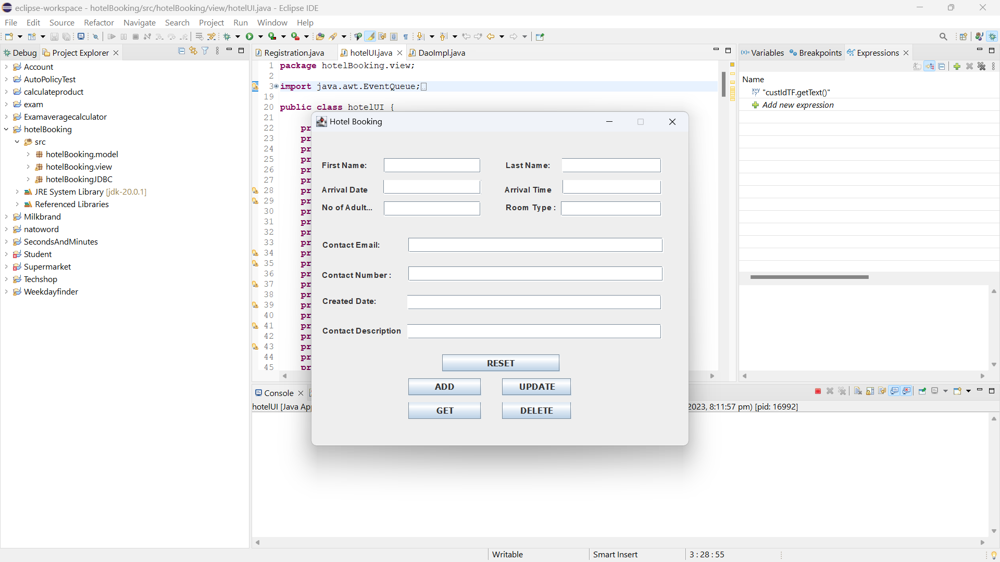 eclipse-workspace - hotelBooking/src/hotelBooking/view/hotelUI.java - Eclipse IDE
File Edit Source Refactor Navigate Search Project Run Window Help
Debug Project Explorer
Account
AutoPolicyTest
calculateproduct
exam
Examaveragecalculator
hotelBooking
src
hotelBooking.model
hotelBooking.view
hotelBookingJDBC
JRE System Library [jdk-20.0.1]
Referenced Libraries
Milkbrand
natoword
SecondsAndMinutes
Student
Supermarket
Techshop
Weekdayfinder
Registration.java hotelUI.java DaoImpl.java
1 package hotelBooking.view;
2
3 import java.awt.EventQueue;
19
20 public class hotelUI {
21
22 pr
23 pr
24 pr
25 pr
26 pr
27 pr
28 pr
29 pr
30 pr
31 pr
32 pr
33 pr
34 pr
35 pr
36 pr
37 pr
38 pr
39 pr
40 pr
41 pr
42 pr
43 pr
44 pr
45 pr
Hotel Booking
First Name: Last Name:
Arrival Date Arrival Time
No of Adult... Room Type :
Contact Email:
Contact Number :
Created Date:
Contact Description
RESET
ADD UPDATE
GET DELETE
(x)= Variables Breakpoints Expressions
Name
"custIdTF.getText()"
Add new expression
Console
hotelUI [Java Ap 2023, 8:11:57 pm) [pid: 16992]
Writable Smart Insert 3 : 28 : 55